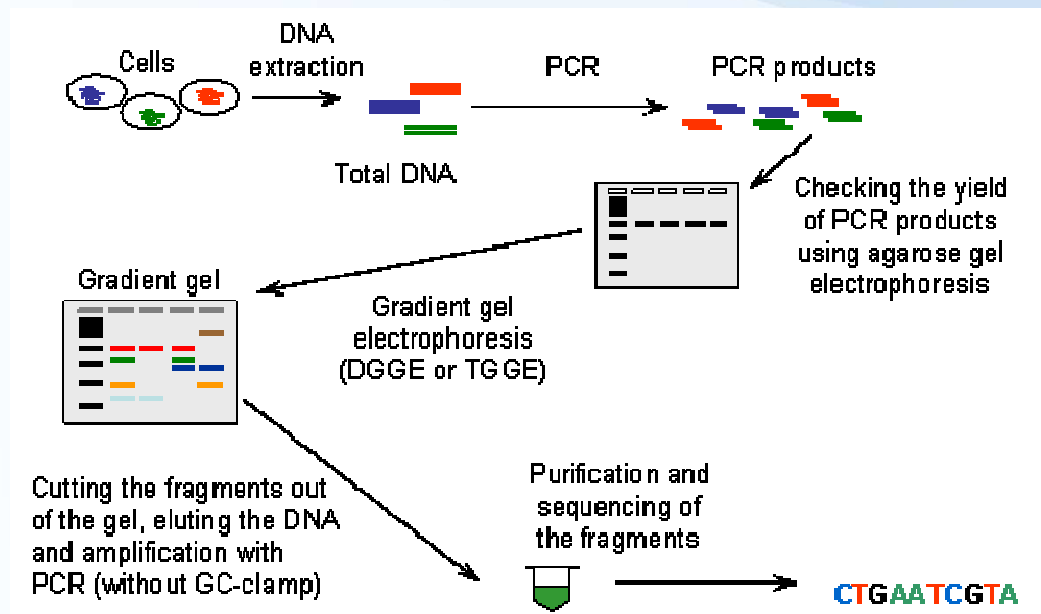 Cells
DNA
extraction
PCR
PCR products
Total DNA
Checking the yield
of PCR products
using agarose gel
electrophoresis
Gradient gel
Gradient gel
electrophoresis
(DGGE or TGGE)
Cutting the fragments out
of the gel, eluting the DNA
and amplification with
PCR (without GC-clamp)
Purification and
sequencing of
the fragments
CTGAATCGTA